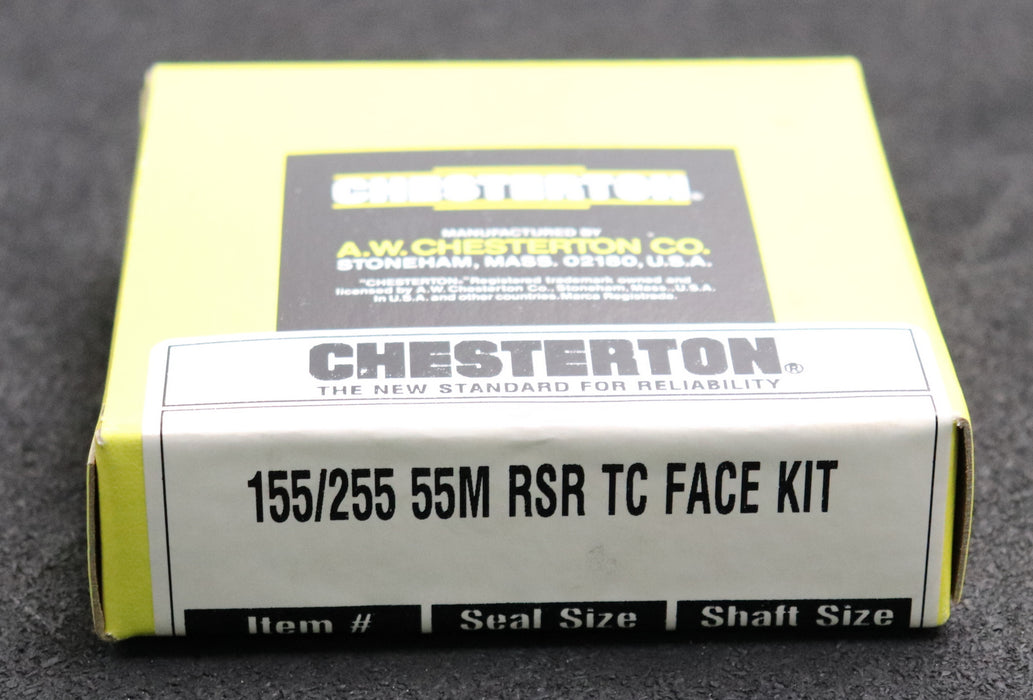 CHESTERTON®
MANUFACTURED BY
A.W. CHESTERTON CO.
STONEHAM, MASS. 02180, U.S.A.
"CHESTERTON." Registered trademark owned and
licensed by A.W. Chesterton Co., Stoneham, Mass., U.S.A.
In U.S.A. and other countries. Marca Registrada.
CHESTERTON®
THE NEW STANDARD FOR RELIABILITY
155/255 55M RSR TC FACE KIT
Item # Seal Size Shaft Size